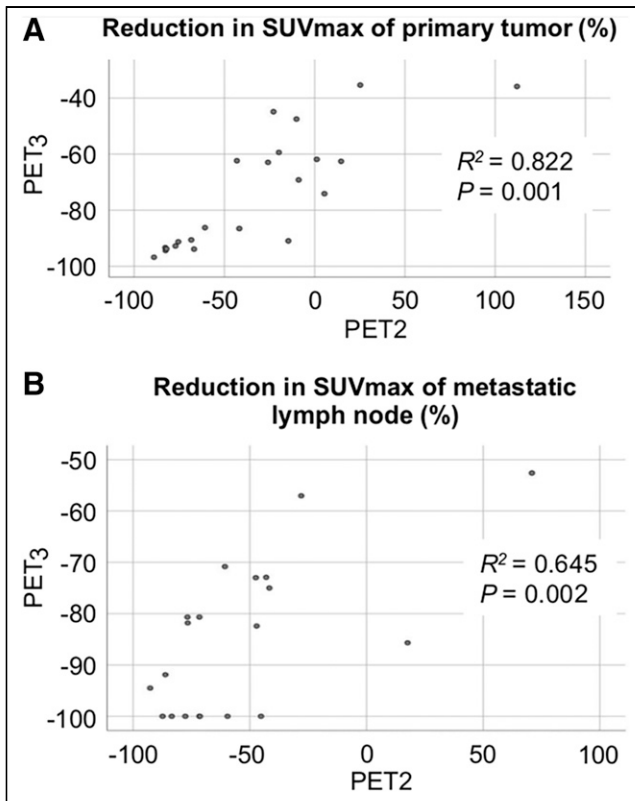 A
Reduction in SUVmax of primary tumor (%)
-40
-60
-80
-100
PET3
R² = 0.822
P = 0.001
-100 -50 0 50 100 150
PET2
B
Reduction in SUVmax of metastatic
lymph node (%)
-50
-60
-70
-80
-90
-100
PET3
R² = 0.645
P = 0.002
-100 -50 0 50 100
PET2